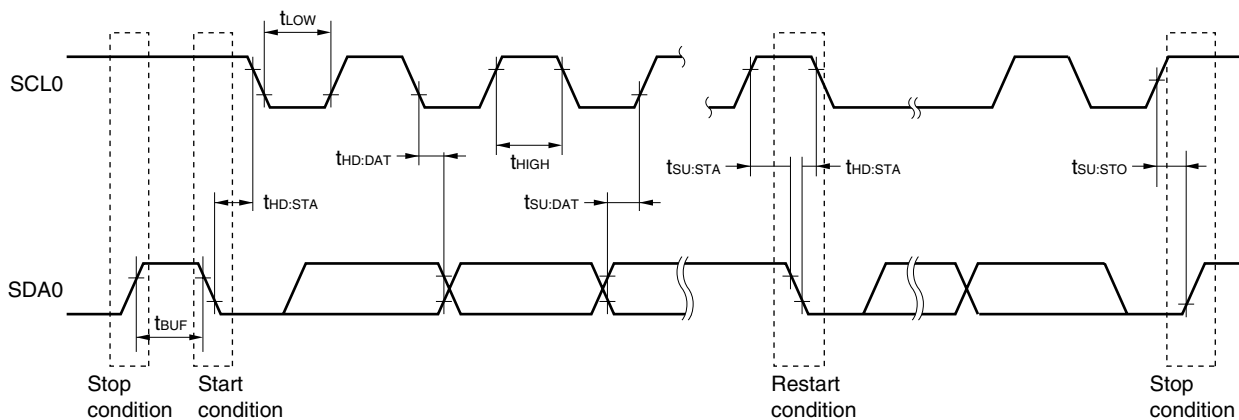 tLOW
SCL0
tHD:DAT
tHIGH
tSU:STA
tHD:STA
tSU:STO
tHD:STA
tSU:DAT
SDA0
tBUF
Stop
condition
Start
condition
Restart
condition
Stop
condition